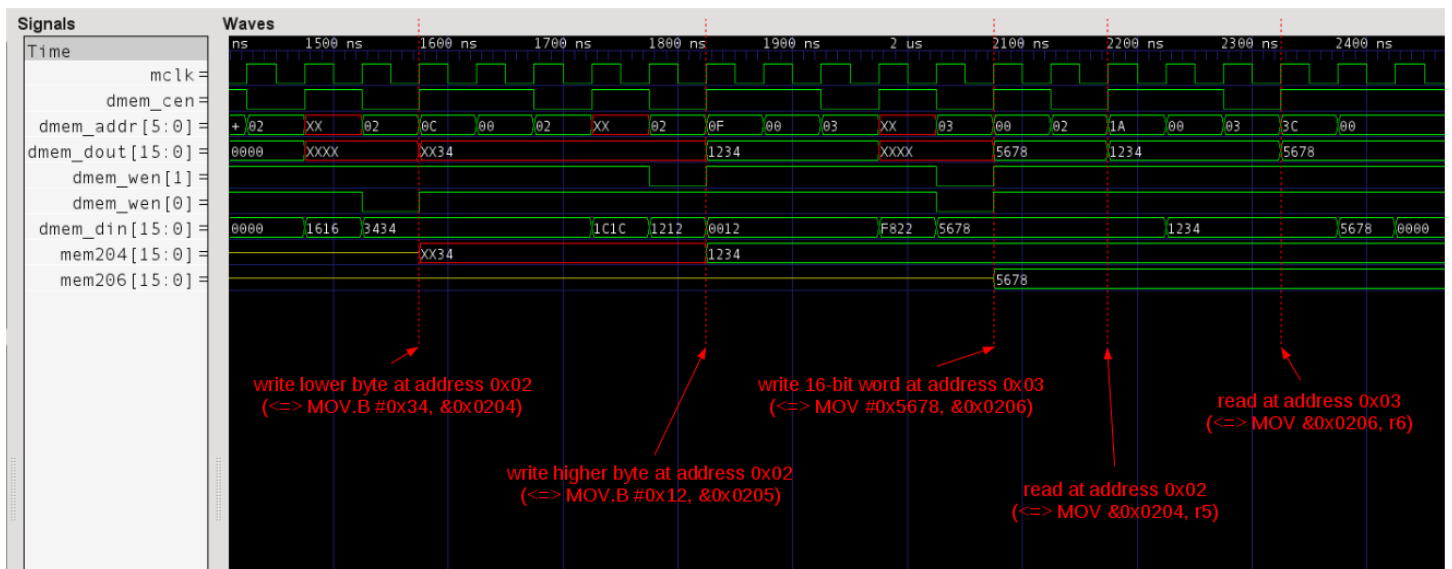 Signals
Waves
Time
ns 1500 ns 1600 ns 1700 ns 1800 ns 1900 ns 2 us 2100 ns 2200 ns 2300 ns 2400 ns
mclk =
dmem_cen =
dmem_addr[5:0] = + 02 XX 02 0C 00 02 XX 02 0F 00 03 XX 03 00 02 1A 00 03 3C 00
dmem_dout[15:0] = 0000 XXXX XX34 1234 XXXX 5678 1234 5678
dmem_wen[1] =
dmem_wen[0] =
dmem_din[15:0] = 0000 1616 3434 1C1C 1212 0012 F822 5678 1234 5678 0000
mem204[15:0] = XX34 1234
mem206[15:0] = 5678
write lower byte at address 0x02
(<=> MOV.B #0x34, &0x0204)
write 16-bit word at address 0x03
(<=> MOV #0x5678, &0x0206)
read at address 0x03
(<=> MOV &0x0206, r6)
write higher byte at address 0x02
(<=> MOV.B #0x12, &0x0205)
read at address 0x02
(<=> MOV &0x0204, r5)